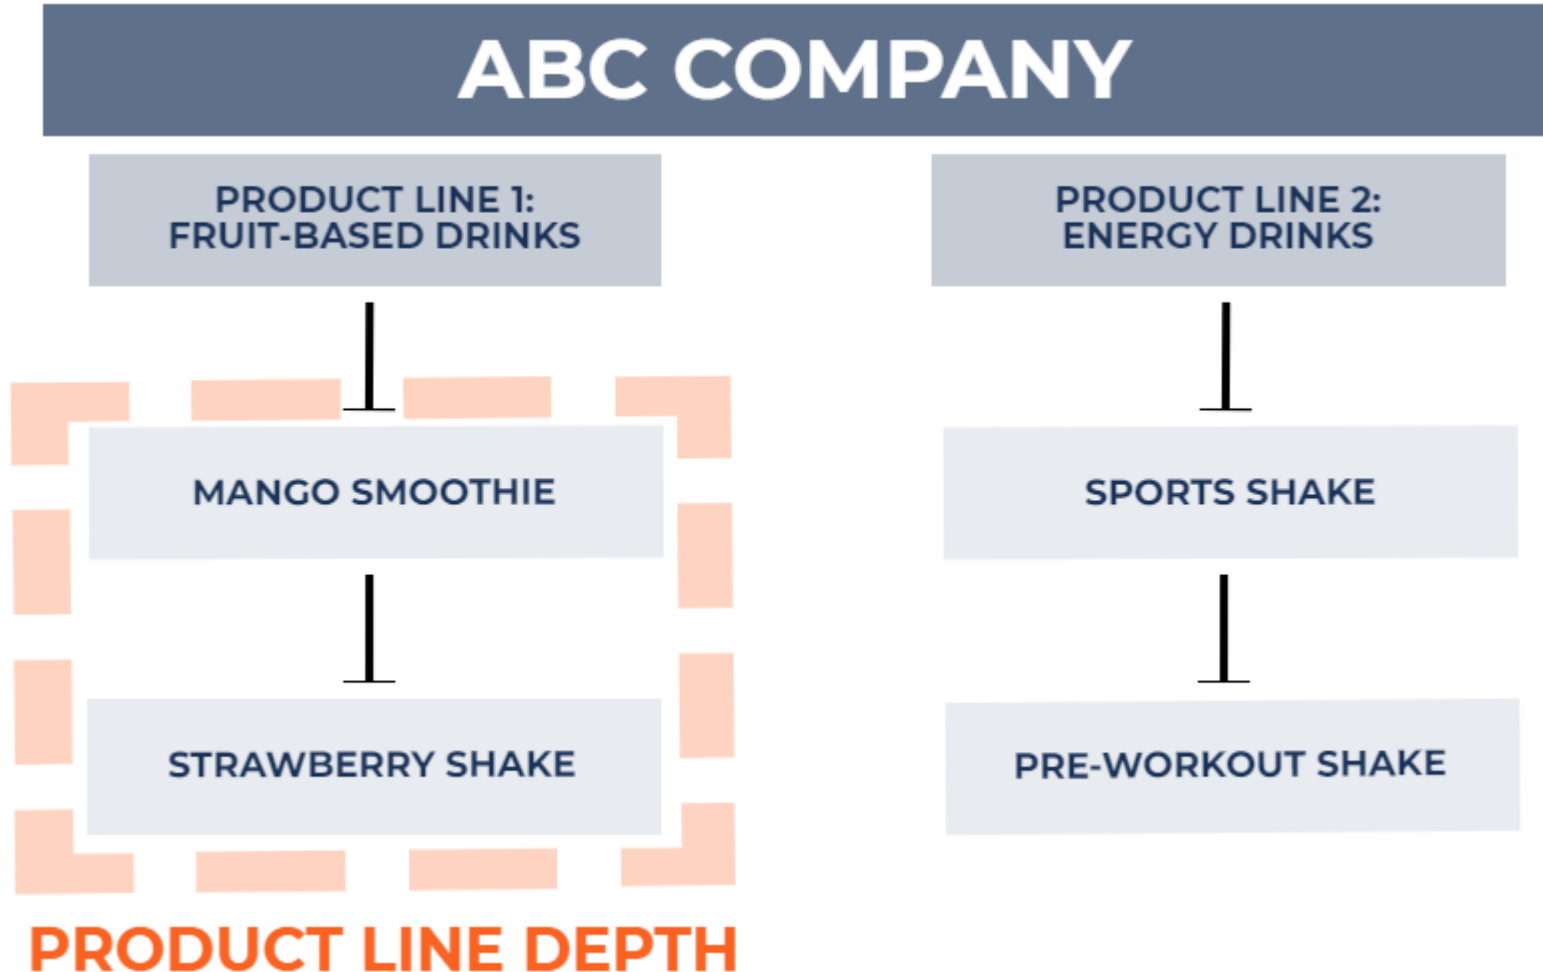 ABC COMPANY
PRODUCT LINE 1:
FRUIT-BASED DRINKS
PRODUCT LINE 2:
ENERGY DRINKS
MANGO SMOOTHIE
SPORTS SHAKE
STRAWBERRY SHAKE
PRE-WORKOUT SHAKE
PRODUCT LINE DEPTH